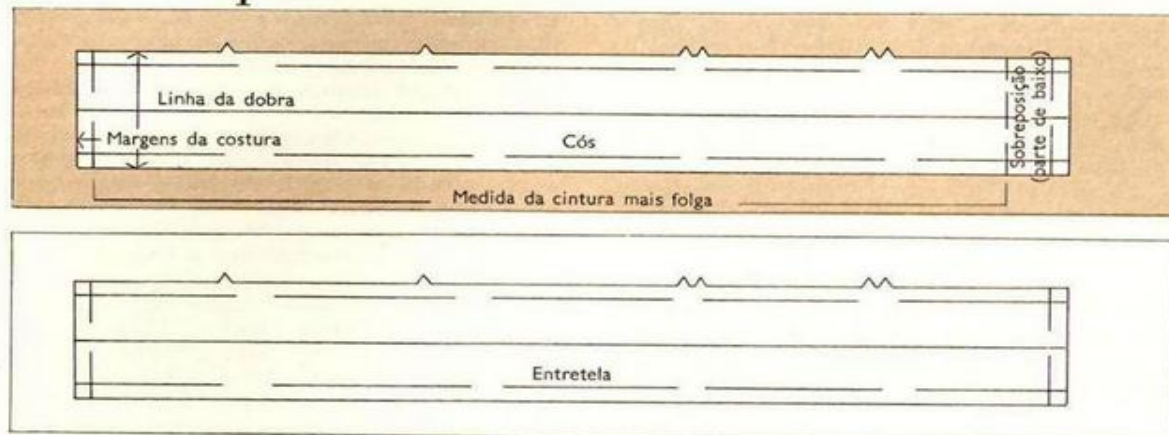 Linha da dobra
Margens da costura
Cós
Sobreposição
(parte de baixo)
Medida da cintura mais folga
Entretela